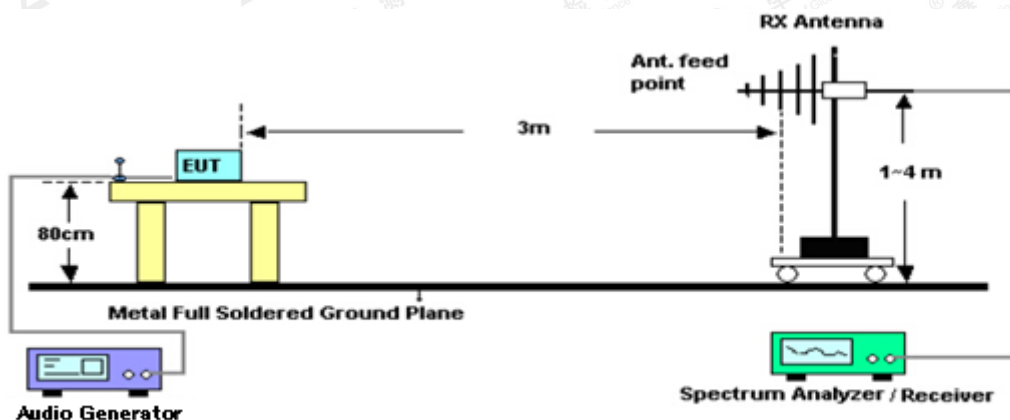 RX Antenna
Ant. feed
point
3m
EUT
1~4 m
80cm
Metal Full Soldered Ground Plane
Audio Generator
Spectrum Analyzer / Receiver